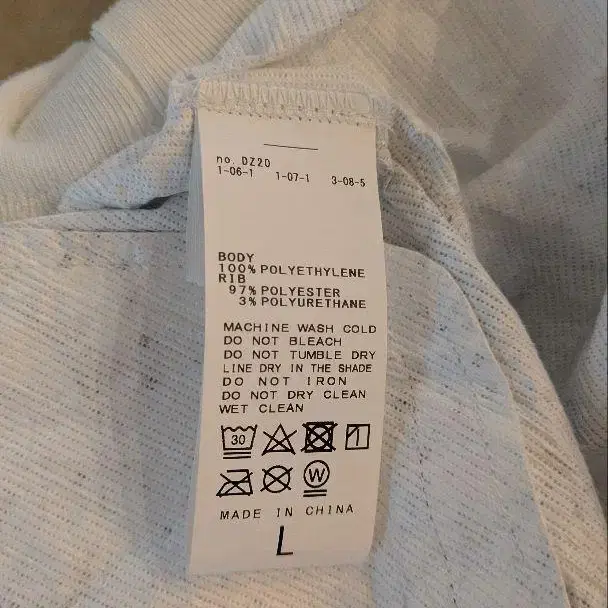 no. DZ20
1-06-1 1-07-1 3-08-5
BODY
100% POLYETHYLENE
RIB
97% POLYESTER
3% POLYURETHANE
MACHINE WASH COLD
DO NOT BLEACH
DO NOT TUMBLE DRY
LINE DRY IN THE SHADE
DO NOT IRON
DO NOT DRY CLEAN
WET CLEAN
30
W
MADE IN CHINA
L